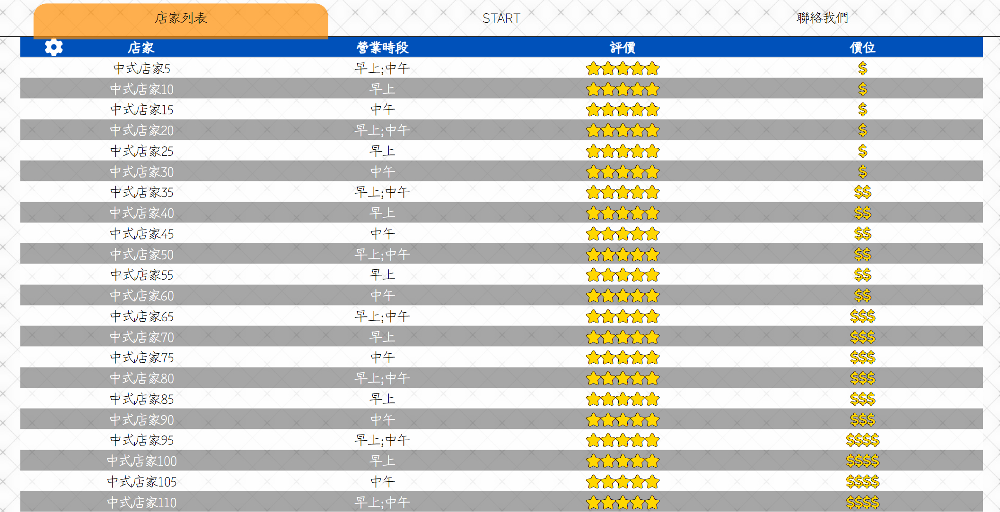 店家列表 START 聯絡我們
店家 營業時段 評價 價位
中式店家5 早上;中午 $
中式店家10 早上 $
中式店家15 中午 $
中式店家20 早上;中午 $
中式店家25 早上 $
中式店家30 中午 $
中式店家35 早上;中午 $$
中式店家40 早上 $$
中式店家45 中午 $$
中式店家50 早上;中午 $$
中式店家55 早上 $$
中式店家60 中午 $$
中式店家65 早上;中午 $$$
中式店家70 早上 $$$
中式店家75 中午 $$$
中式店家80 早上;中午 $$$
中式店家85 早上 $$$
中式店家90 中午 $$$
中式店家95 早上;中午 $$$$
中式店家100 早上 $$$$
中式店家105 中午 $$$$
中式店家110 早上;中午 $$$$